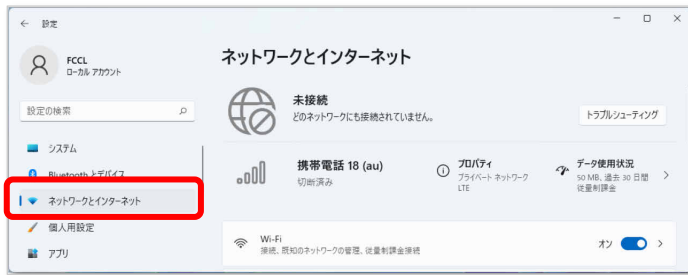 設定
FCCL
ローカル アカウント
設定の検索
システム
Bluetooth とデバイス
ネットワークとインターネット
個人用設定
アプリ
ネットワークとインターネット
未接続
どのネットワークにも接続されていません。
トラブルシューティング
携帯電話 18 (au)
切断済み
プロパティ
プライベート ネットワーク
LTE
データ使用状況
50 MB、過去 30 日間
従量制課金
Wi-Fi
接続、既知のネットワークの管理、従量制課金接続
オン